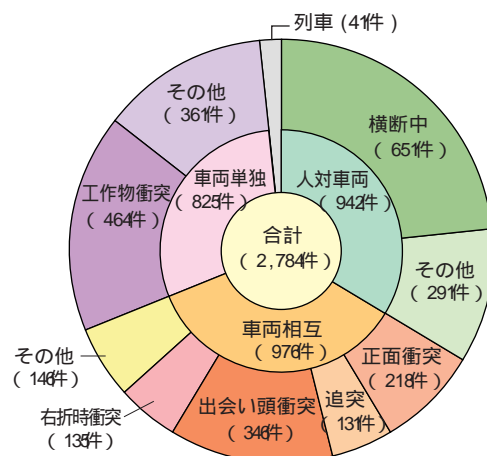 列車(41件)
その他
(361件)
横断中
(651件)
車両単独
(825件)
人対車両
(942件)
工作物衝突
(464件)
合計
(2,784件)
その他
(291件)
車両相互
(976件)
正面衝突
(218件)
その他
(146件)
追突
(131件)
出会い頭衝突
(346件)
右折時衝突
(135件)